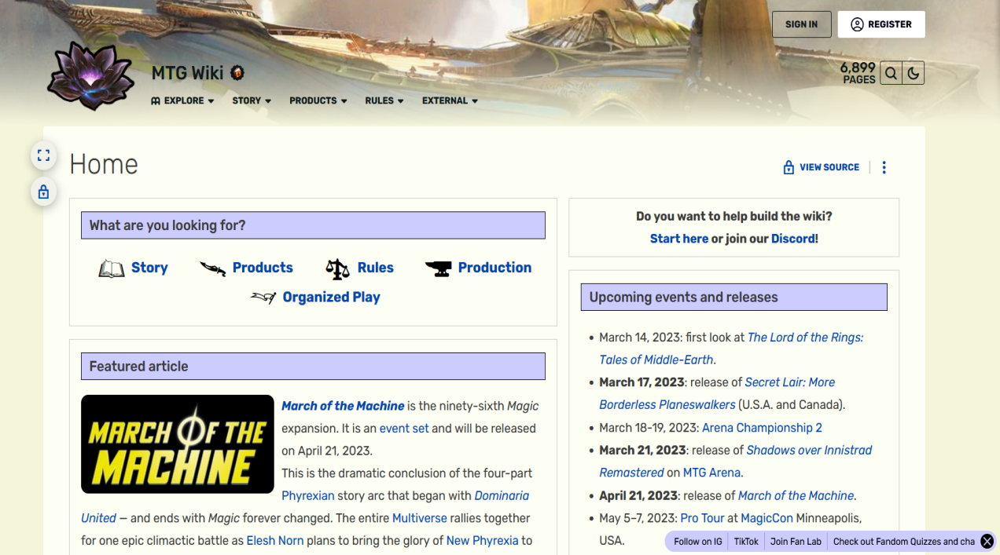 SIGN IN
REGISTER
MTG Wiki
6,899
PAGES
EXPLORE
STORY
PRODUCTS
RULES
EXTERNAL
Home
VIEW SOURCE
What are you looking for?
Story
Products
Rules
Production
Organized Play
Featured article
MARCH OF THE
MACHINE
March of the Machine is the ninety-sixth Magic
expansion. It is an event set and will be released
on April 21, 2023.
This is the dramatic conclusion of the four-part
Phyrexian story arc that began with Dominaria
United — and ends with Magic forever changed. The entire Multiverse rallies together
for one epic climactic battle as Elesh Norn plans to bring the glory of New Phyrexia to
Do you want to help build the wiki?
Start here or join our Discord!
Upcoming events and releases
• March 14, 2023: first look at The Lord of the Rings:
Tales of Middle-Earth.
• March 17, 2023: release of Secret Lair: More
Borderless Planeswalkers (U.S.A. and Canada).
• March 18-19, 2023: Arena Championship 2
• March 21, 2023: release of Shadows over Innistrad
Remastered on MTG Arena.
• April 21, 2023: release of March of the Machine.
• May 5–7, 2023: Pro Tour at MagicCon Minneapolis,
USA.
Follow on IG
TikTok
Join Fan Lab
Check out Fandom Quizzes and cha